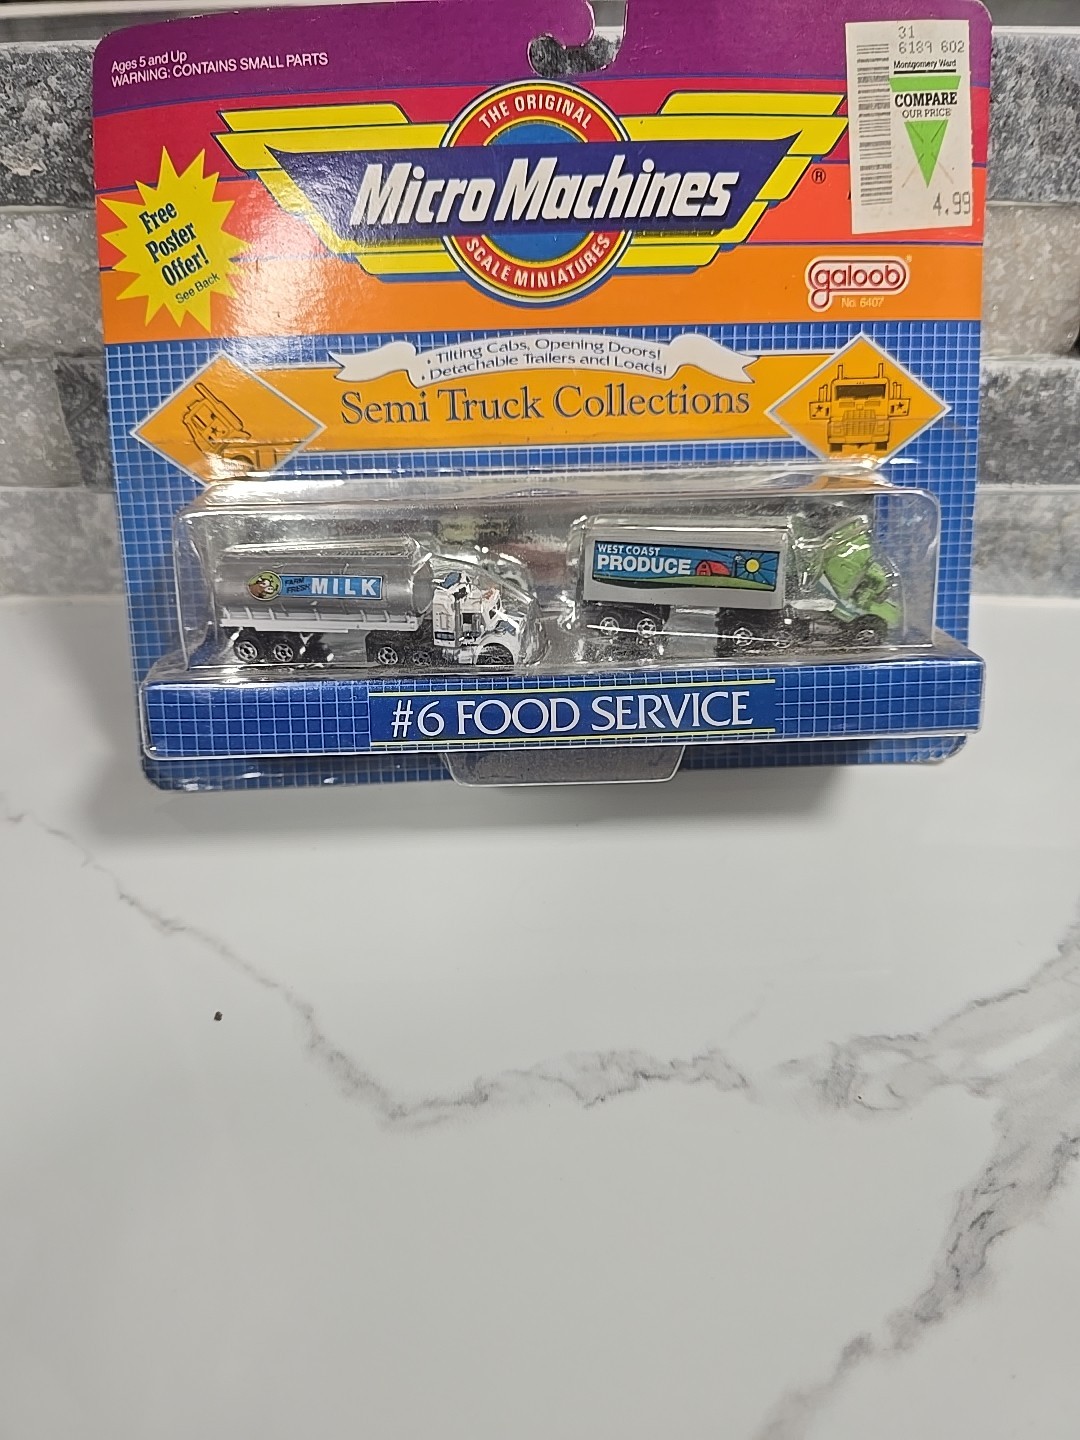 Ages 5 and Up
WARNING: CONTAINS SMALL PARTS
31
6189 602
Montgomery Ward
COMPARE
OUR PRICE
4.99
THE ORIGINAL
Micro Machines
®
SCALE MINIATURES
Free
Poster
Offer!
See Back
galoob®
No. 6407
• Tilting Cabs, Opening Doors!
• Detachable Trailers and Loads!
Semi Truck Collections
FARM
FRESH
MILK
WEST COAST
PRODUCE
#6 FOOD SERVICE